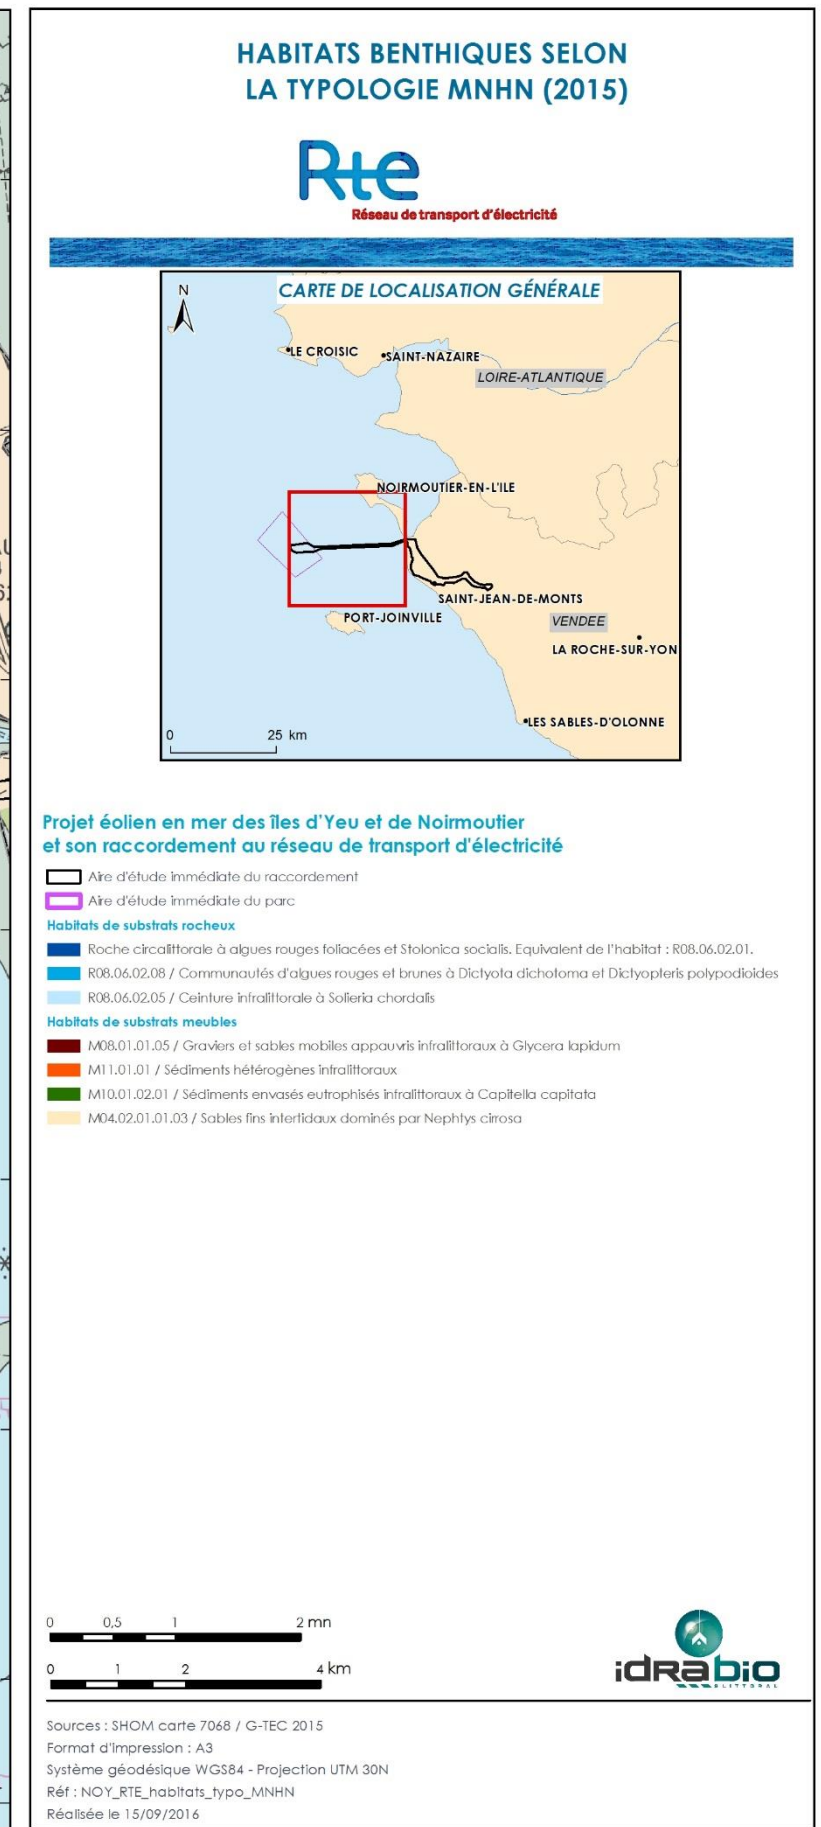 HABITATS BENTHIQUES SELON
LA TYPOLOGIE MNHN (2015)
Rte
Réseau de transport d'électricité
N
CARTE DE LOCALISATION GÉNÉRALE
LE CROISIC
SAINT-NAZAIRE
LOIRE-ATLANTIQUE
NOIRMOUTIER-EN-L'ILE
SAINT-JEAN-DE-MONTS
PORT-JOINVILLE
VENDEE
LA ROCHE-SUR-YON
LES SABLES-D'OLONNE
0 25 km
Projet éolien en mer des îles d'Yeu et de Noirmoutier
et son raccordement au réseau de transport d'électricité
Aire d'étude immédiate du raccordement
Aire d'étude immédiate du parc
Habitats de substrats rocheux
Roche circalittorale à algues rouges foliacées et Stolonica socialis. Equivalent de l'habitat : R08.06.02.01.
R08.06.02.08 / Communautés d'algues rouges et brunes à Dictyota dichotoma et Dictyopteris polypodioides
R08.06.02.05 / Ceinture infralittorale à Solieria chordalis
Habitats de substrats meubles
M08.01.01.05 / Graviers et sables mobiles appauvris infralittoraux à Glycera lapidum
M11.01.01 / Sédiments hétérogènes infralittoraux
M10.01.02.01 / Sédiments envasés eutrophisés infralittoraux à Capitella capitata
M04.02.01.01.03 / Sables fins intertidaux dominés par Nephtys cirrosa
0 0,5 1 2 mn
0 1 2 4 km
idrabio
LITTORAL
Sources : SHOM carte 7068 / G-TEC 2015
Format d'impression : A3
Système géodésique WGS84 - Projection UTM 30N
Réf : NOY_RTE_habitats_typo_MNHN
Réalisée le 15/09/2016